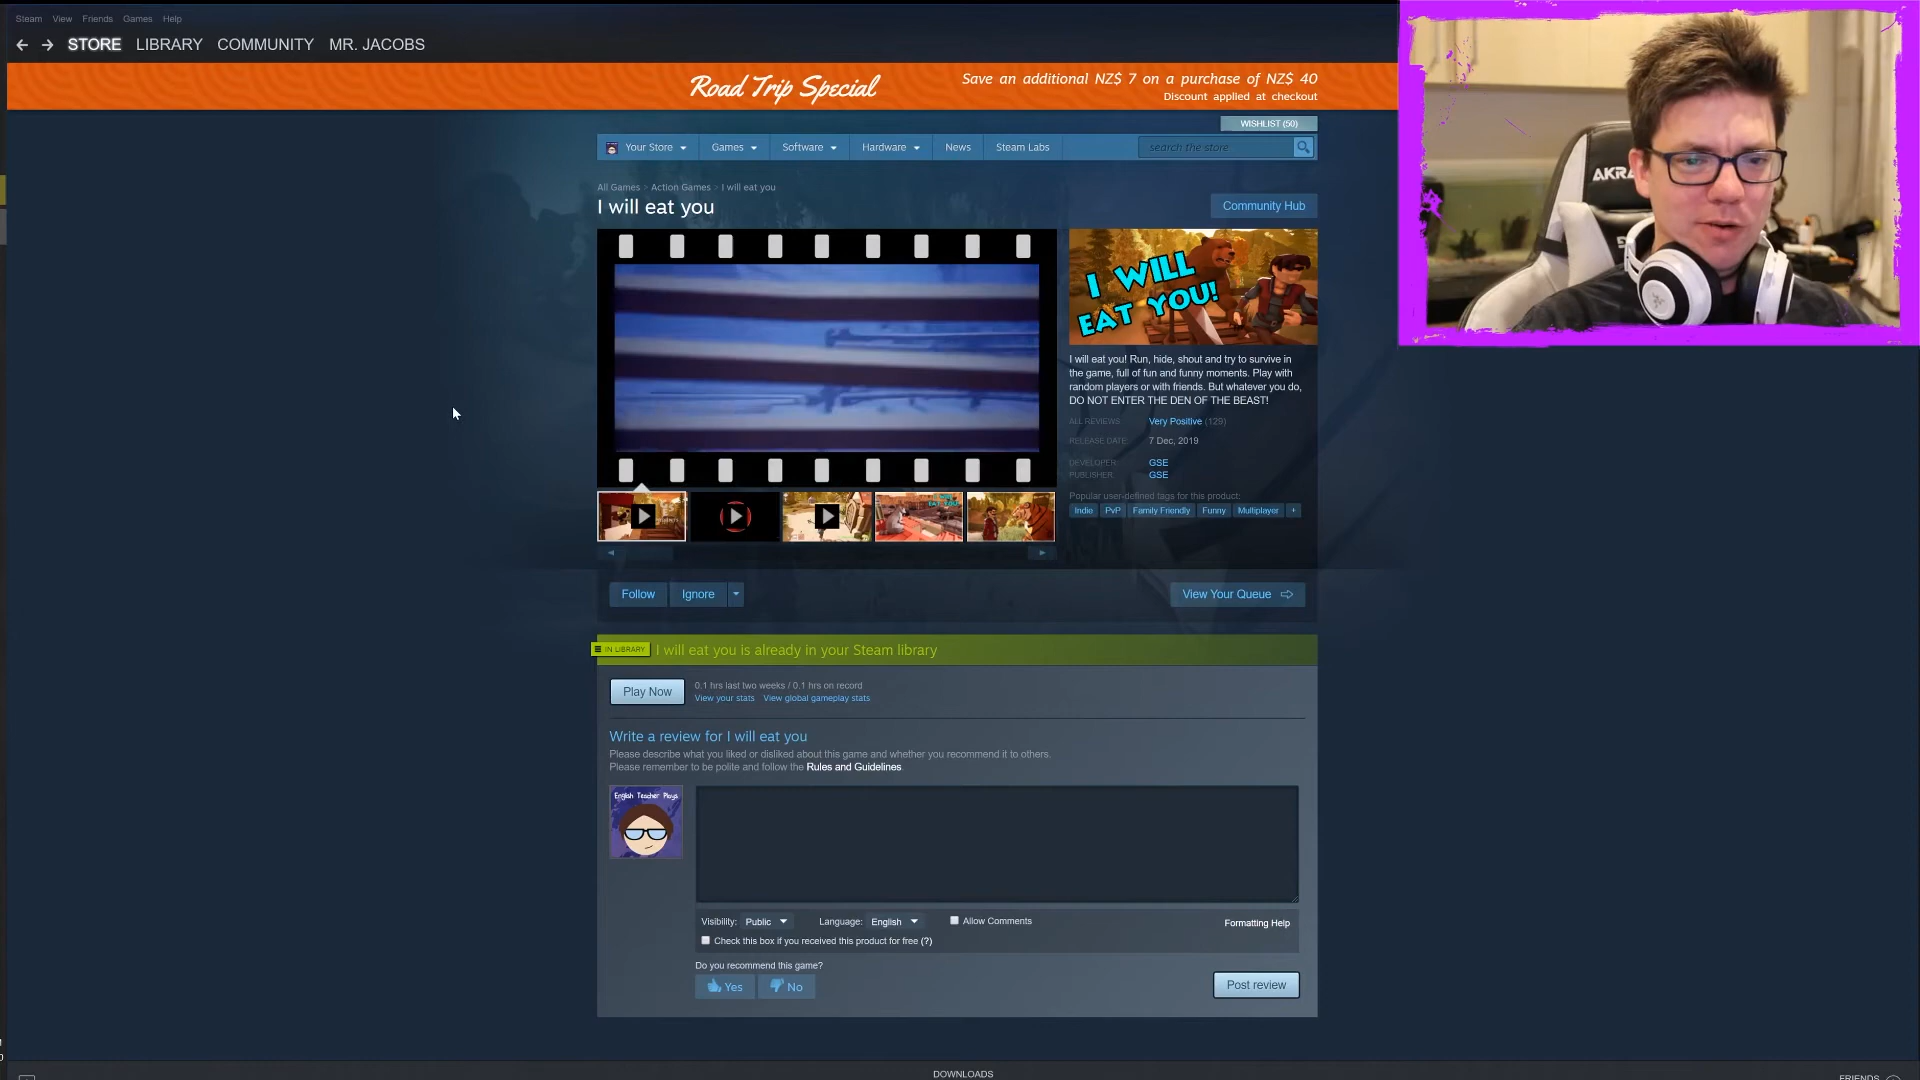 Steam View Friends Games Help
STORE LIBRARY COMMUNITY MR. JACOBS
Road Trip Special
Save an additional NZ$ 7 on a purchase of NZ$ 40
Discount applied at checkout
WISHLIST (50)
Your Store Games Software Hardware News Steam Labs search the store
All Games > Action Games > I will eat you
I will eat you
Community Hub
I WILL
EAT YOU!
I will eat you! Run, hide, shout and try to survive in
the game, full of fun and funny moments. Play with
random players or with friends. But whatever you do,
DO NOT ENTER THE DEN OF THE BEAST!
ALL REVIEWS: Very Positive (129)
RELEASE DATE: 7 Dec, 2019
DEVELOPER: GSE
PUBLISHER: GSE
Popular user-defined tags for this product:
Indie PvP Family Friendly Funny Multiplayer +
Follow Ignore View Your Queue
IN LIBRARY I will eat you is already in your Steam library
Play Now
0.1 hrs last two weeks / 0.1 hrs on record
View your stats View global gameplay stats
Write a review for I will eat you
Please describe what you liked or disliked about this game and whether you recommend it to others.
Please remember to be polite and follow the Rules and Guidelines.
English Teacher Plays
Visibility: Public Language: English Allow Comments Formatting Help
Check this box if you received this product for free (?)
Do you recommend this game?
Yes No
Post review
DOWNLOADS
FRIENDS
AKRA